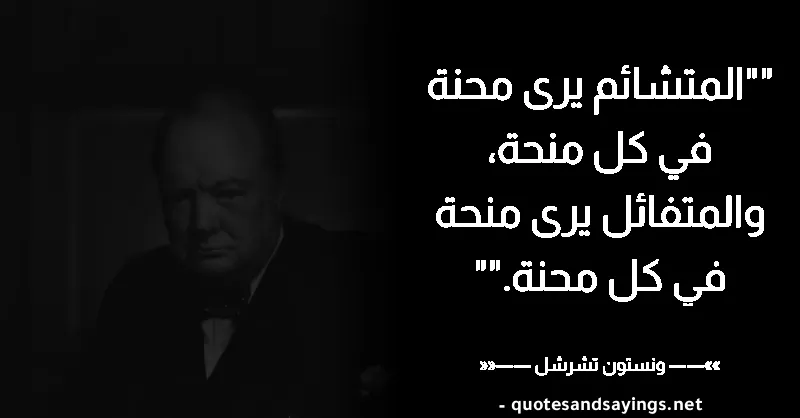 ""المتشائم يرى محنة
في كل منحة،
والمتفائل يرى منحة
في كل محنة.""
»»—— ونستون تشرشل ——««
- quotesandsayings.net